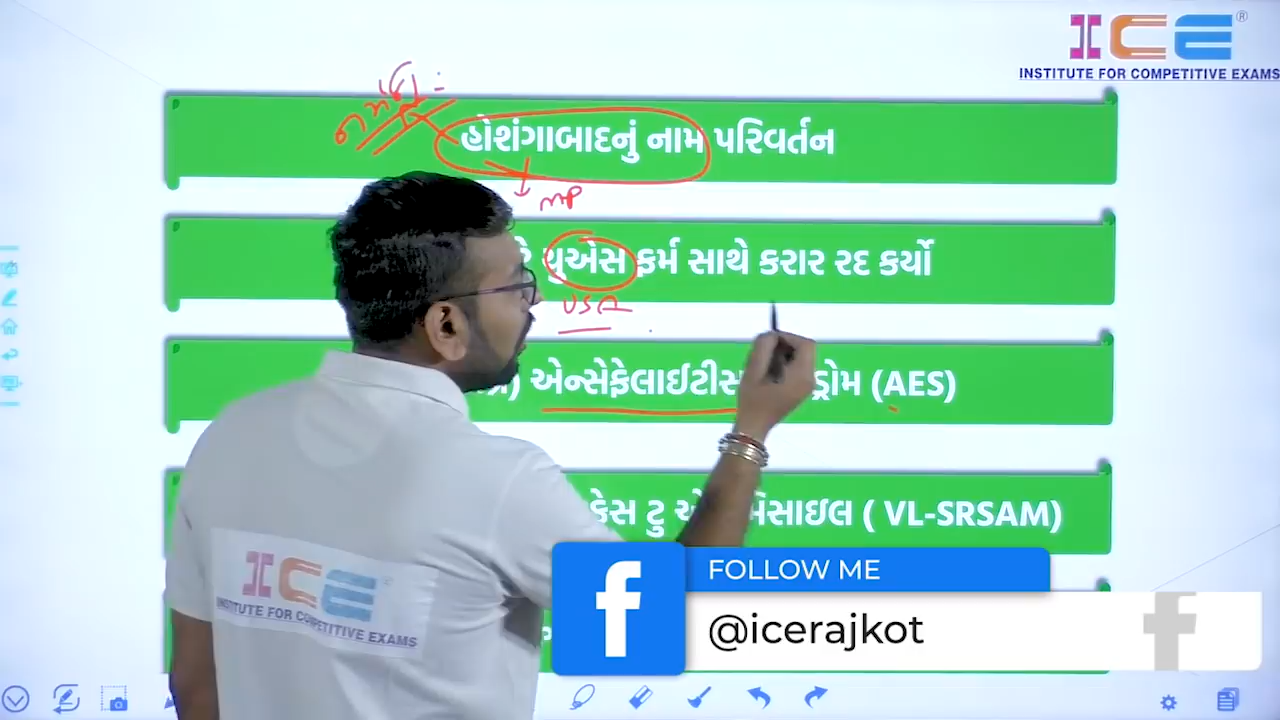 ICE®
INSTITUTE FOR COMPETITIVE EXAMS
હોશંગાબાદનું નામ પરિવર્તન
MP
યુએસ ફર્મ સાથે કરાર રદ કર્યો
USA
એન્સેફેલાઈટીસ (AES)
ટુ ( VL-SRSAM)
ICE
INSTITUTE FOR COMPETITIVE EXAMS
FOLLOW ME
@icerajkot